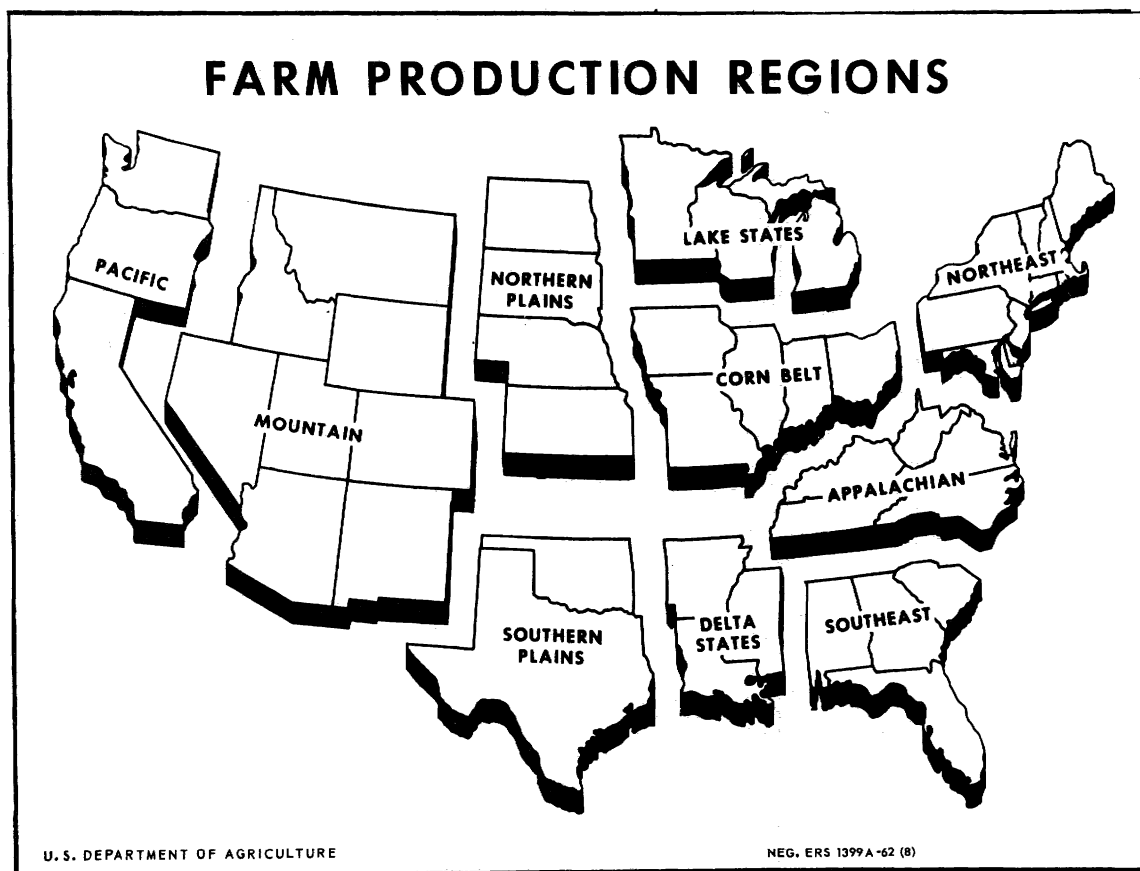 FARM PRODUCTION REGIONS
PACIFIC
MOUNTAIN
NORTHERN
PLAINS
LAKE STATES
CORN BELT
NORTHEAST
APPALACHIAN
SOUTHERN
PLAINS
DELTA
STATES
SOUTHEAST
U.S. DEPARTMENT OF AGRICULTURE
NEG. ERS 1399A-62 (8)